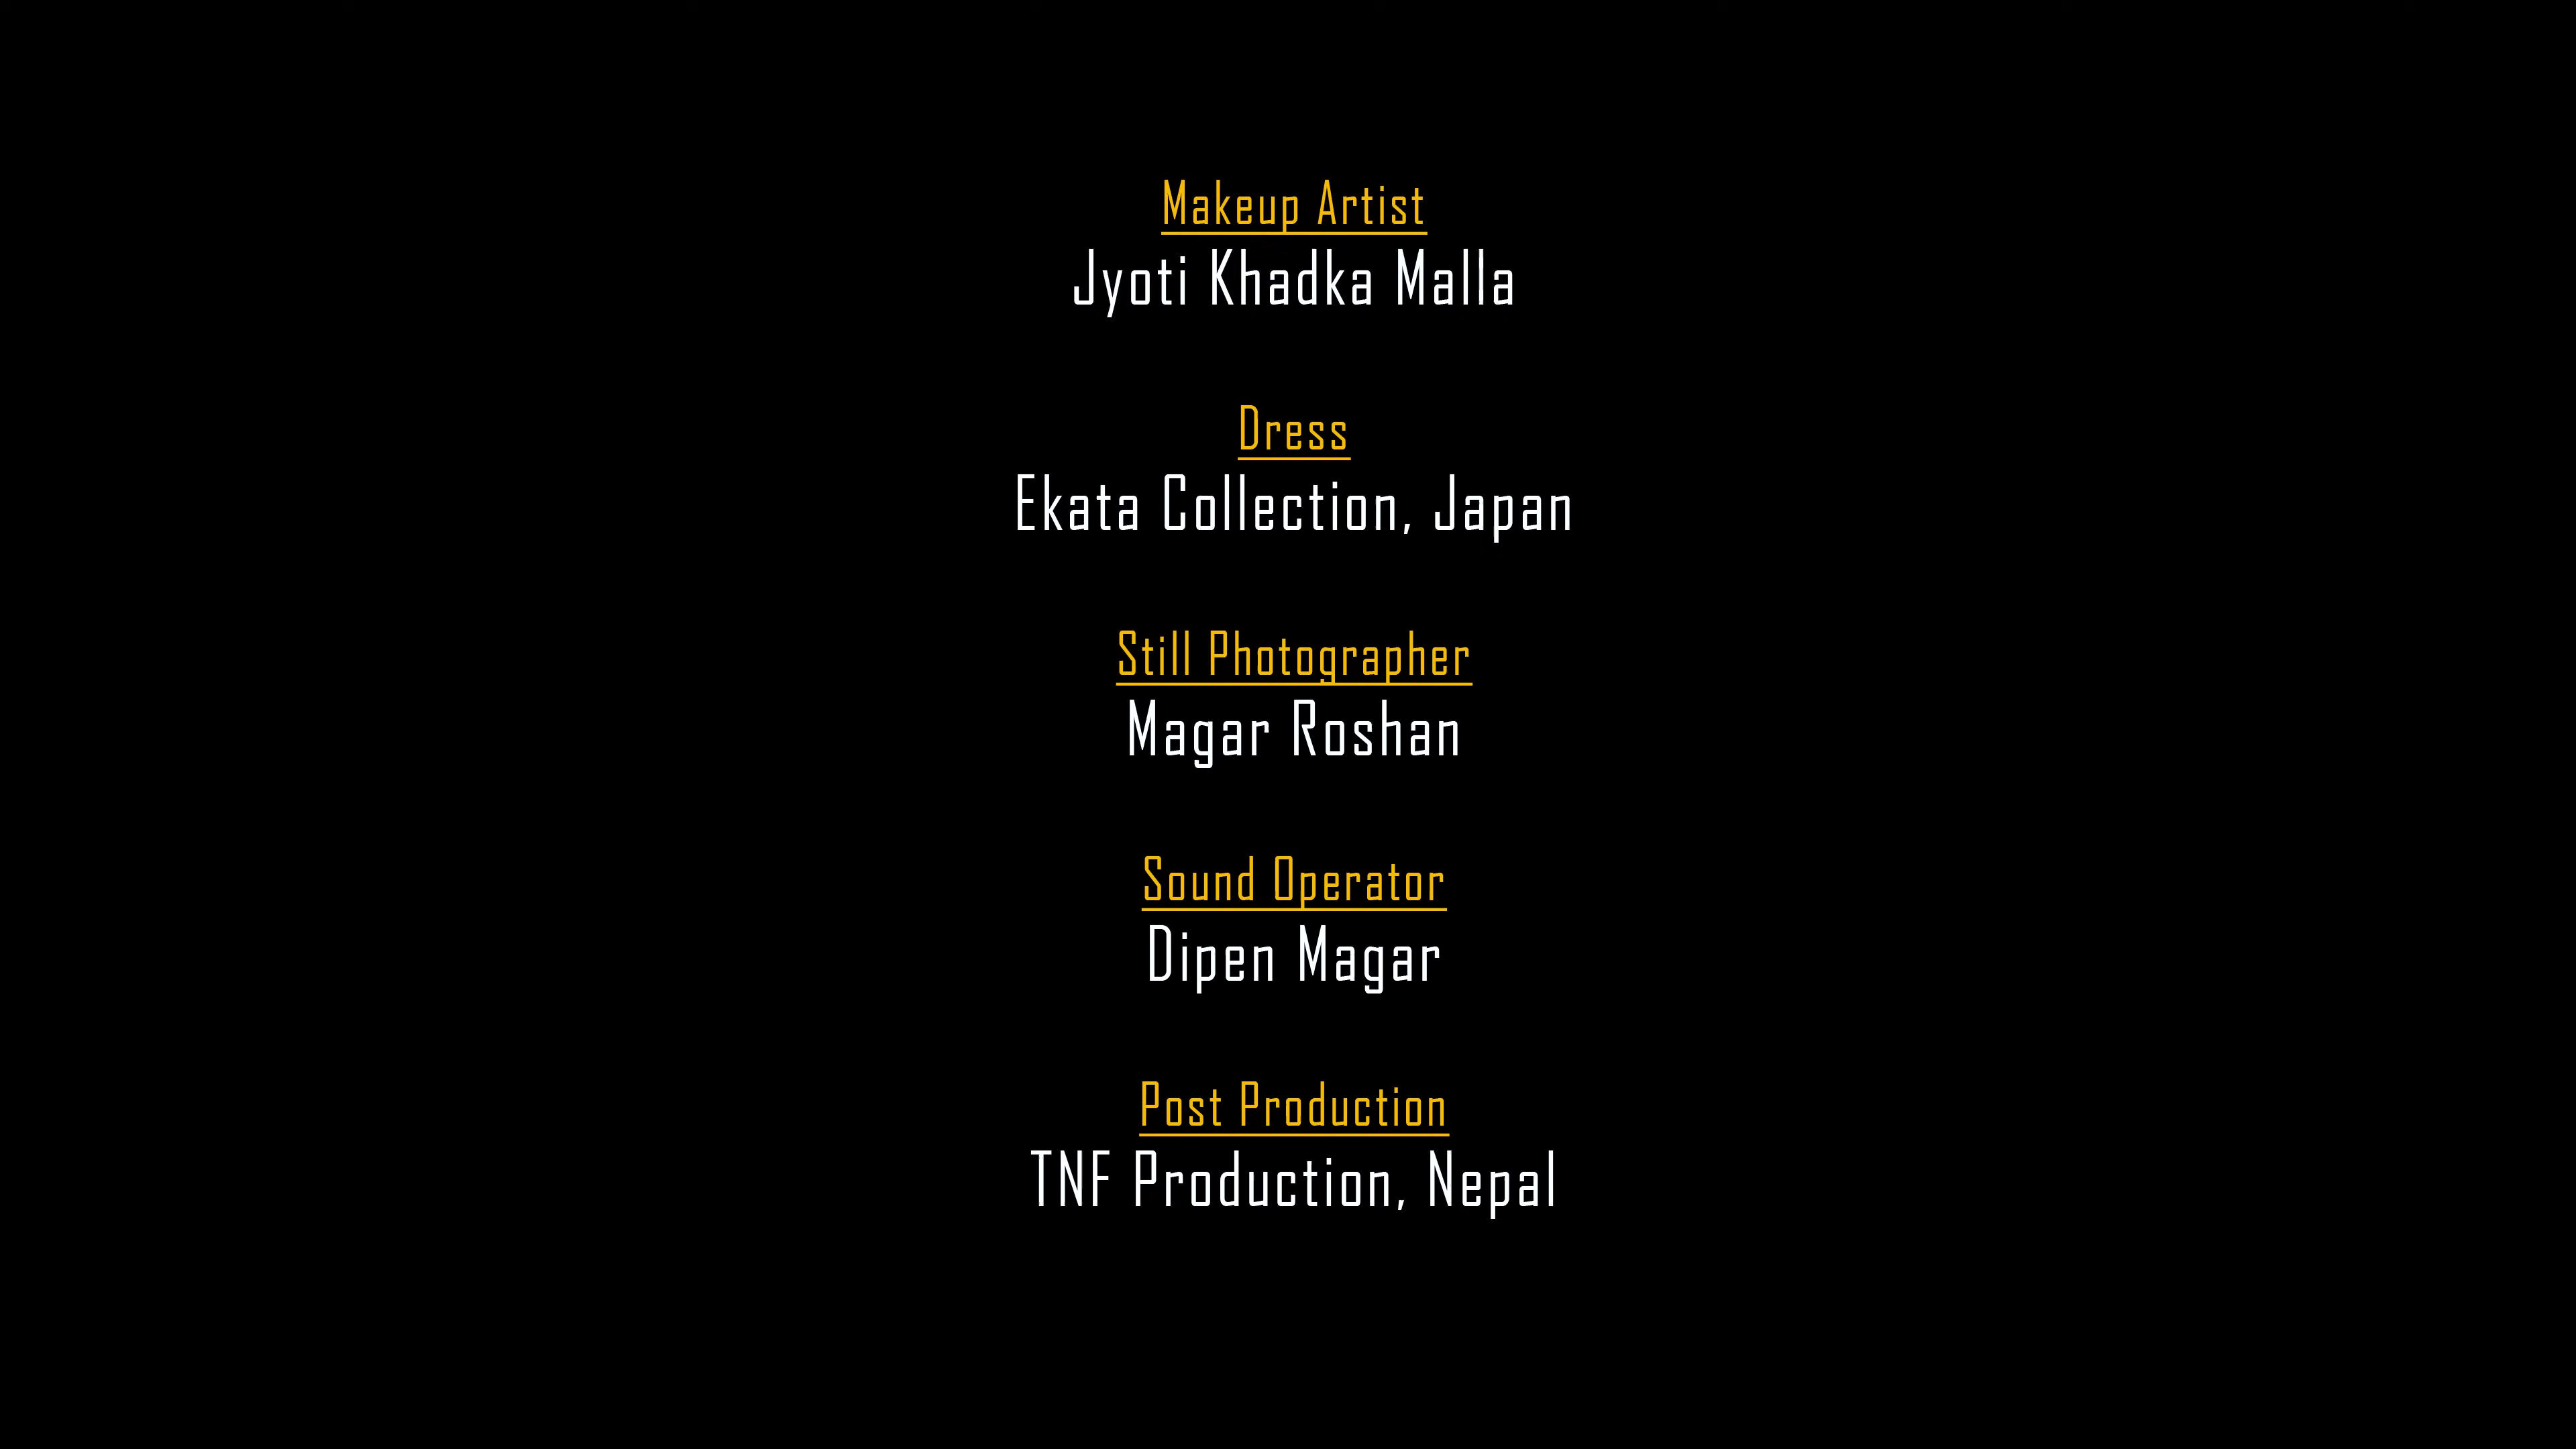 Makeup Artist
Jyoti Khadka Malla
Dress
Ekata Collection, Japan
Still Photographer
Magar Roshan
Sound Operator
Dipen Magar
Post Production
TNF Production, Nepal